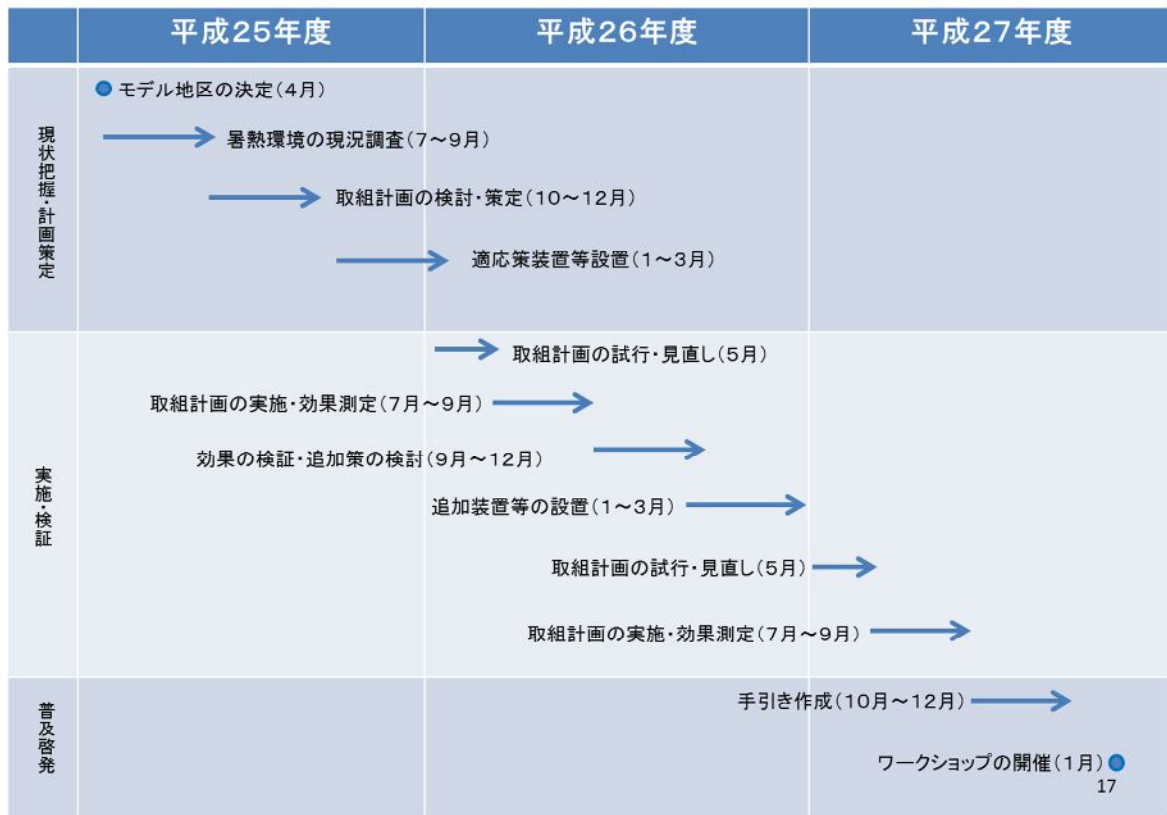 平成25年度
平成26年度
平成27年度
現状把握・計画策定
モデル地区の決定(4月)
暑熱環境の現況調査(7~9月)
取組計画の検討・策定(10~12月)
適応策装置等設置(1~3月)
実施・検証
取組計画の試行・見直し(5月)
取組計画の実施・効果測定(7月~9月)
効果の検証・追加策の検討(9月~12月)
追加装置等の設置(1~3月)
取組計画の試行・見直し(5月)
取組計画の実施・効果測定(7月~9月)
普及啓発
手引き作成(10月~12月)
ワークショップの開催(1月)
17